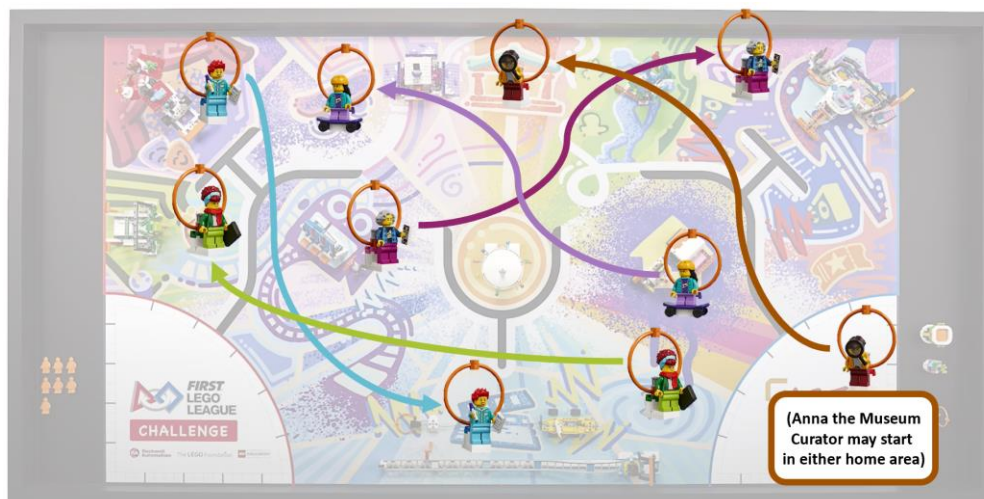 FIRST
LEGO
LEAGUE
CHALLENGE
(Anna the Museum
Curator may start
in either home area)